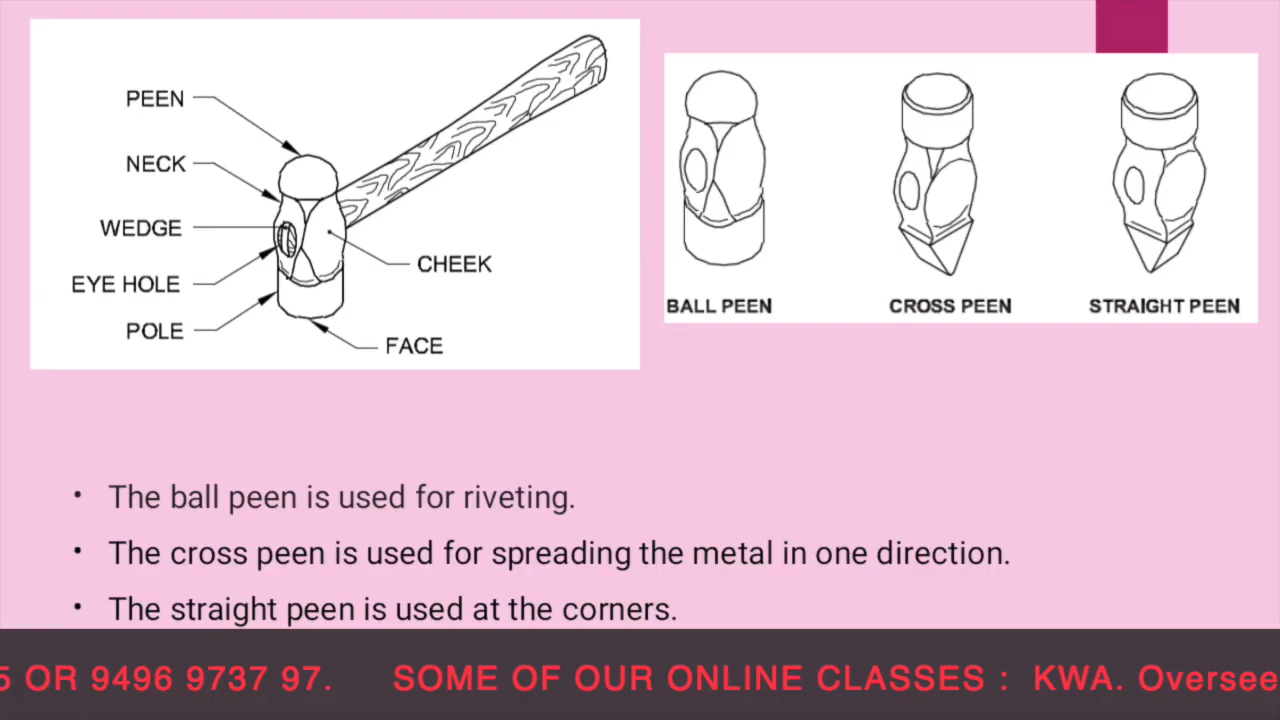 PEEN
NECK
WEDGE
EYE HOLE
POLE
CHEEK
FACE
BALL PEEN
CROSS PEEN
STRAIGHT PEEN
• The ball peen is used for riveting.
• The cross peen is used for spreading the metal in one direction.
• The straight peen is used at the corners.
5 OR 9496 9737 97. SOME OF OUR ONLINE CLASSES : KWA. Oversee